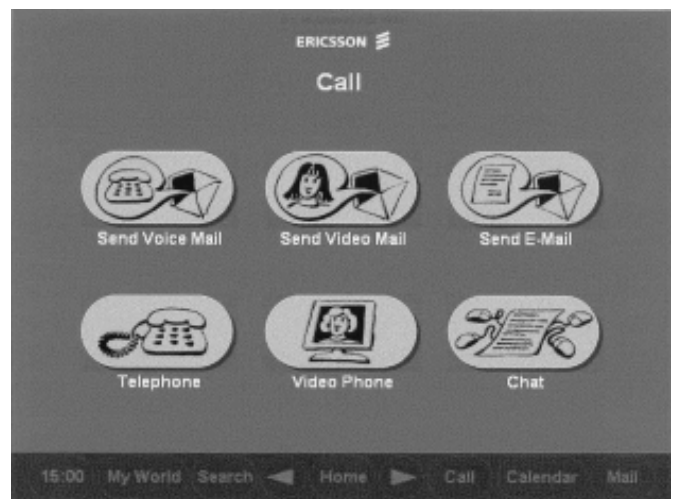 ERICSSON
Call
Send Voice Mail Send Video Mail Send E-Mail
Telephone Video Phone Chat
15:00 My World Search Home Call Calendar Mail